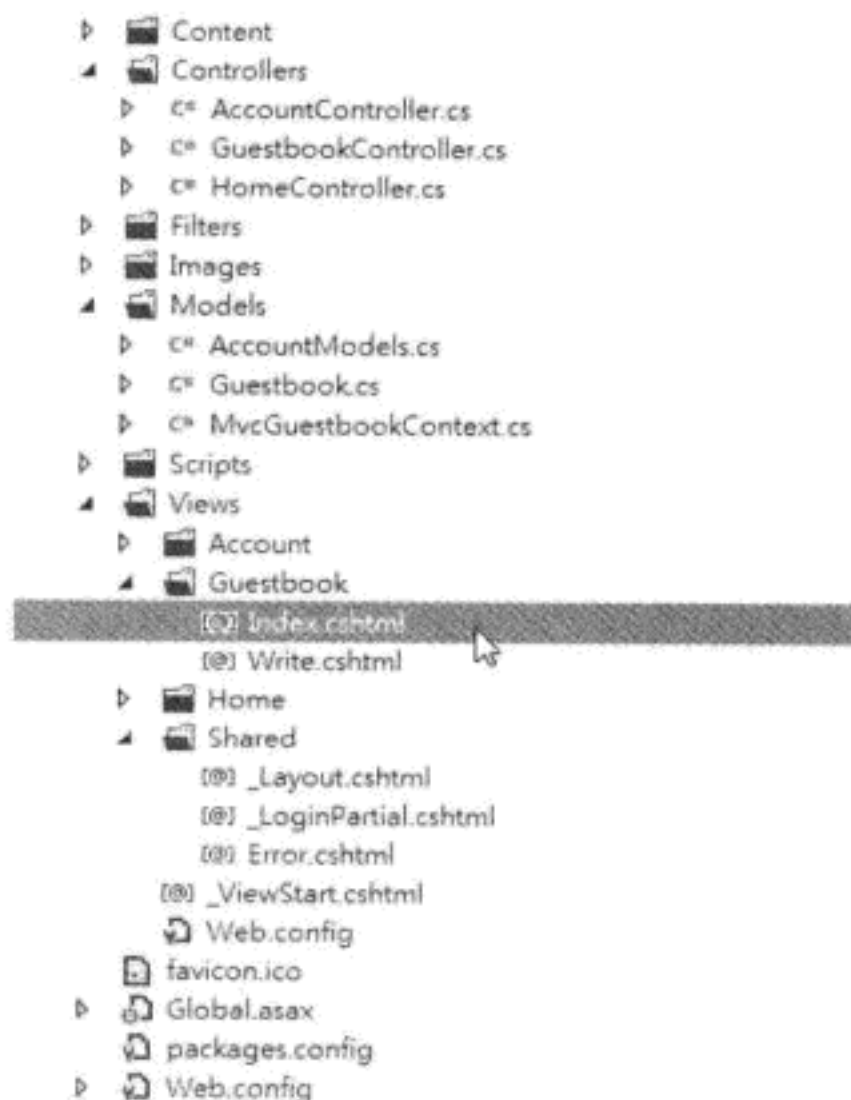 Content
Controllers
C# AccountController.cs
C# GuestbookController.cs
C# HomeController.cs
Filters
Images
Models
C# AccountModels.cs
C# Guestbook.cs
C# MvcGuestbookContext.cs
Scripts
Views
Account
Guestbook
[@] Index.cshtml
[@] Write.cshtml
Home
Shared
[@] _Layout.cshtml
[@] _LoginPartial.cshtml
[@] Error.cshtml
[@] _ViewStart.cshtml
Web.config
favicon.ico
Global.asax
packages.config
Web.config